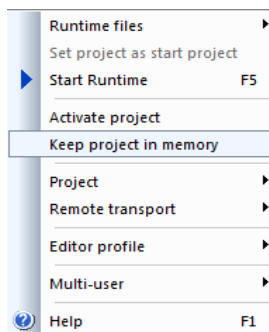 Runtime files
Set project as start project
Start Runtime F5
Activate project
Keep project in memory
Project
Remote transport
Editor profile
Multi-user
Help F1